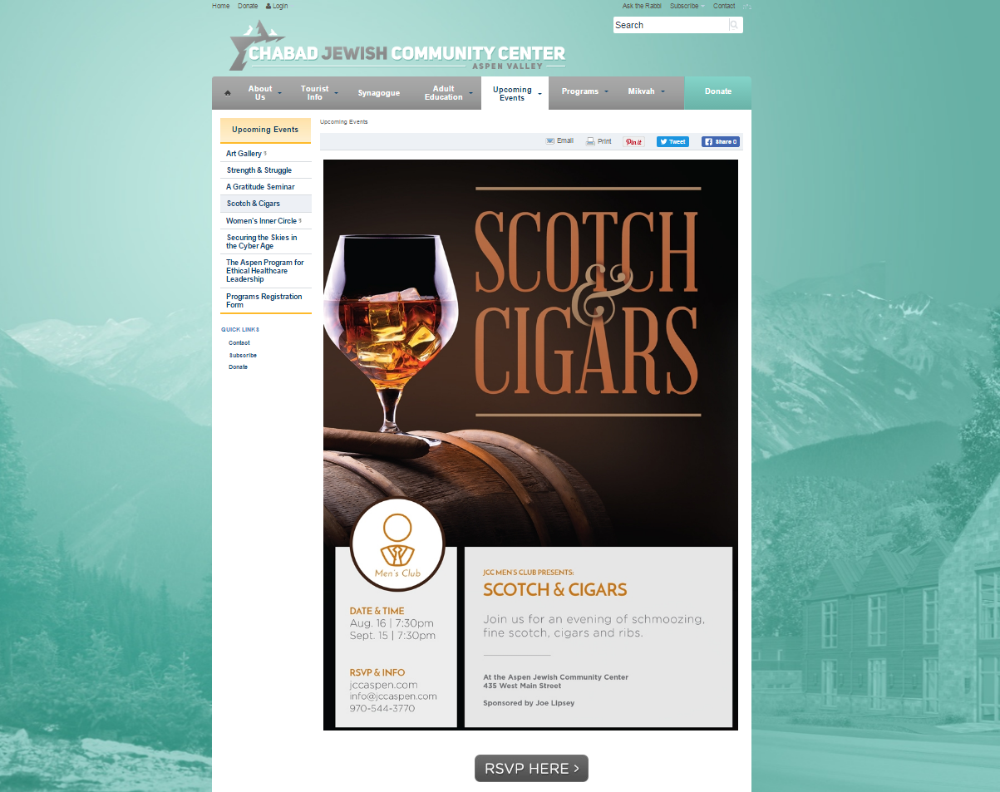 Home Donate Login
Ask the Rabbi Subscribe Contact
Search
CHABAD JEWISH COMMUNITY CENTER
ASPEN VALLEY
About Us
Tourist Info
Synagogue
Adult Education
Upcoming Events
Programs
Mikvah
Donate
Upcoming Events
Art Gallery
Strength & Struggle
A Gratitude Seminar
Scotch & Cigars
Women's Inner Circle
Securing the Skies in
the Cyber Age
The Aspen Program for
Ethical Healthcare
Leadership
Programs Registration
Form
QUICK LINKS
Contact
Subscribe
Donate
Upcoming Events
Email Print Pin it Tweet Share 0
SCOTCH
&
CIGARS
Men's Club
DATE & TIME
Aug. 16 | 7:30pm
Sept. 15 | 7:30pm
RSVP & INFO
jccaspen.com
info@jccaspen.com
970-544-3770
JCC MEN'S CLUB PRESENTS:
SCOTCH & CIGARS
Join us for an evening of schmoozing,
fine scotch, cigars and ribs.
At the Aspen Jewish Community Center
435 West Main Street
Sponsored by Joe Lipsey
RSVP HERE >